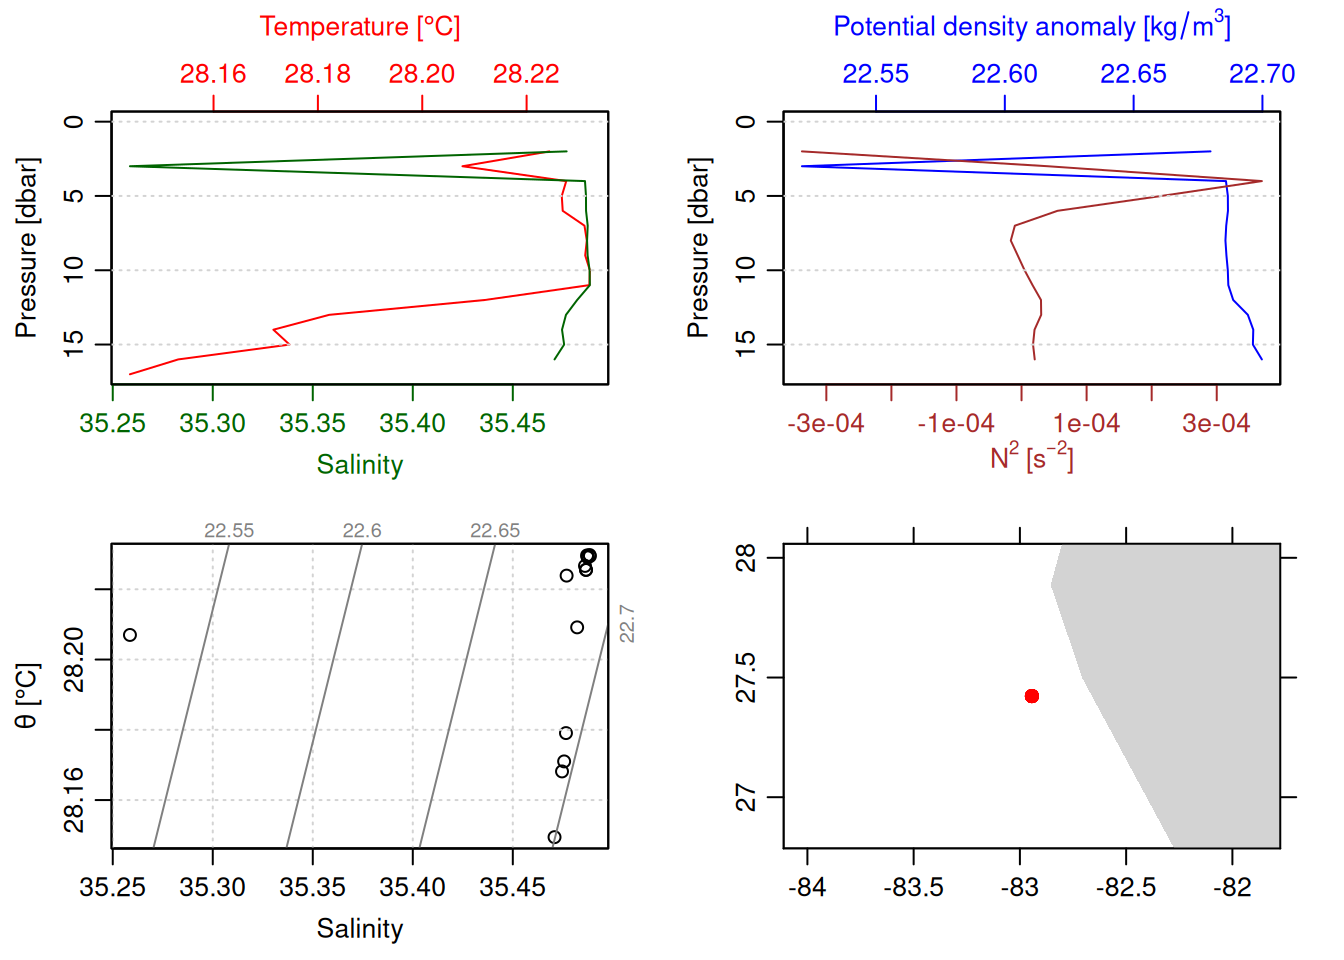 Temperature [°C]
28.16 28.18 28.20 28.22
Pressure [dbar]
0
5
10
15
35.25 35.30 35.35 35.40 35.45
Salinity
Potential density anomaly [kg/m³]
22.55 22.60 22.65 22.70
Pressure [dbar]
0
5
10
15
-3e-04 -1e-04 1e-04 3e-04
N² [s⁻²]
22.55 22.6 22.65
22.7
θ [°C]
28.20
28.16
35.25 35.30 35.35 35.40 35.45
Salinity
28
27.5
27
-84 -83.5 -83 -82.5 -82